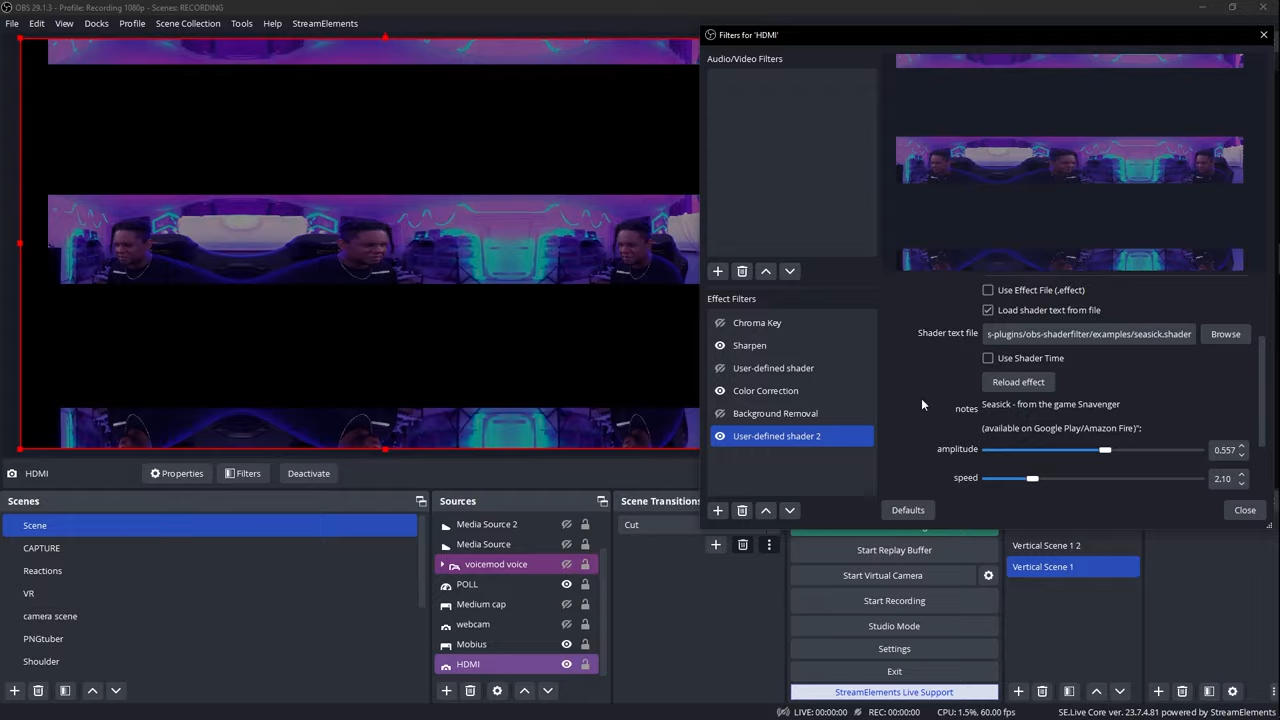 OBS 29.1.3 - Profile: Recording 1080p - Scenes: RECORDING
File Edit View Docks Profile Scene Collection Tools Help StreamElements
Filters for 'HDMI'
Audio/Video Filters
Effect Filters
Chroma Key
Sharpen
User-defined shader
Color Correction
Background Removal
User-defined shader 2
Use Effect File (.effect)
Load shader text from file
Shader text file s-plugins/obs-shaderfilter/examples/seasick.shader Browse
Use Shader Time
Reload effect
notes Seasick - from the game Snavenger
(available on Google Play/Amazon Fire)";
amplitude 0.557
speed 2.10
Defaults Close
HDMI Properties Filters Deactivate
Scenes
Scene
CAPTURE
Reactions
VR
camera scene
PNGtuber
Shoulder
Sources
Media Source 2
Media Source
voicemod voice
POLL
Medium cap
webcam
Mobius
HDMI
Scene Transitions
Cut
Start Replay Buffer
Start Virtual Camera
Start Recording
Studio Mode
Settings
Exit
StreamElements Live Support
Vertical Scene 1 2
Vertical Scene 1
LIVE: 00:00:00 REC: 00:00:00 CPU: 1.5%, 60.00 fps SE.Live Core ver. 23.7.4.81 powered by StreamElements